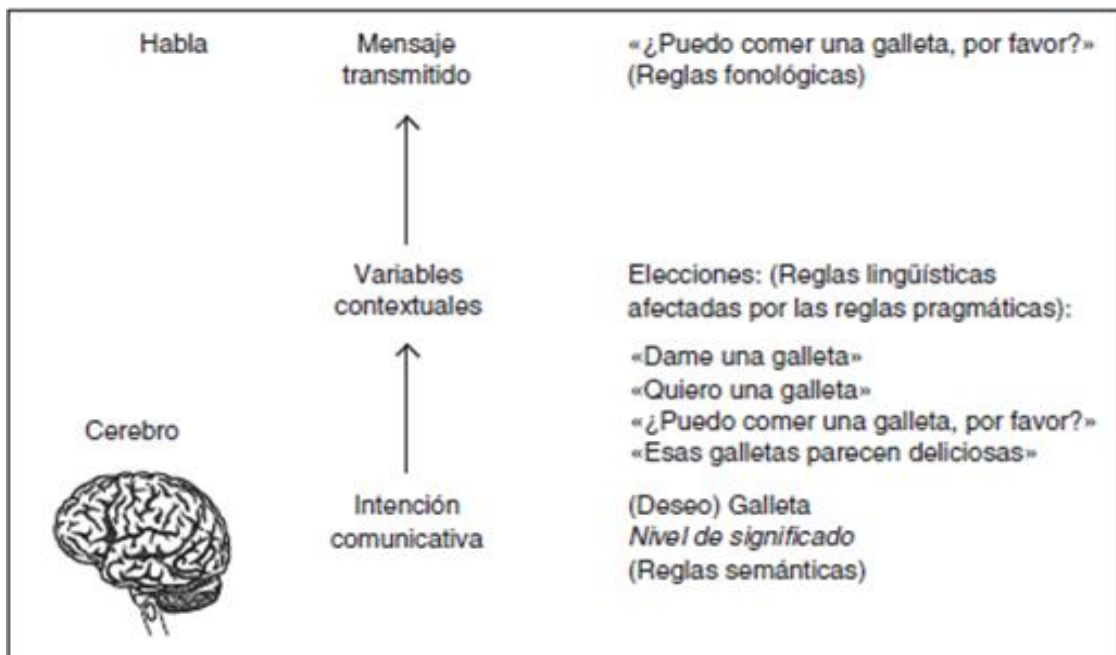 Habla
Mensaje
transmitido
«¿Puedo comer una galleta, por favor?»
(Reglas fonológicas)
Variables
contextuales
Elecciones: (Reglas lingüísticas
afectadas por las reglas pragmáticas):
«Dame una galleta»
«Quiero una galleta»
«¿Puedo comer una galleta, por favor?»
«Esas galletas parecen deliciosas»
Cerebro
Intención
comunicativa
(Deseo) Galleta
Nivel de significado
(Reglas semánticas)